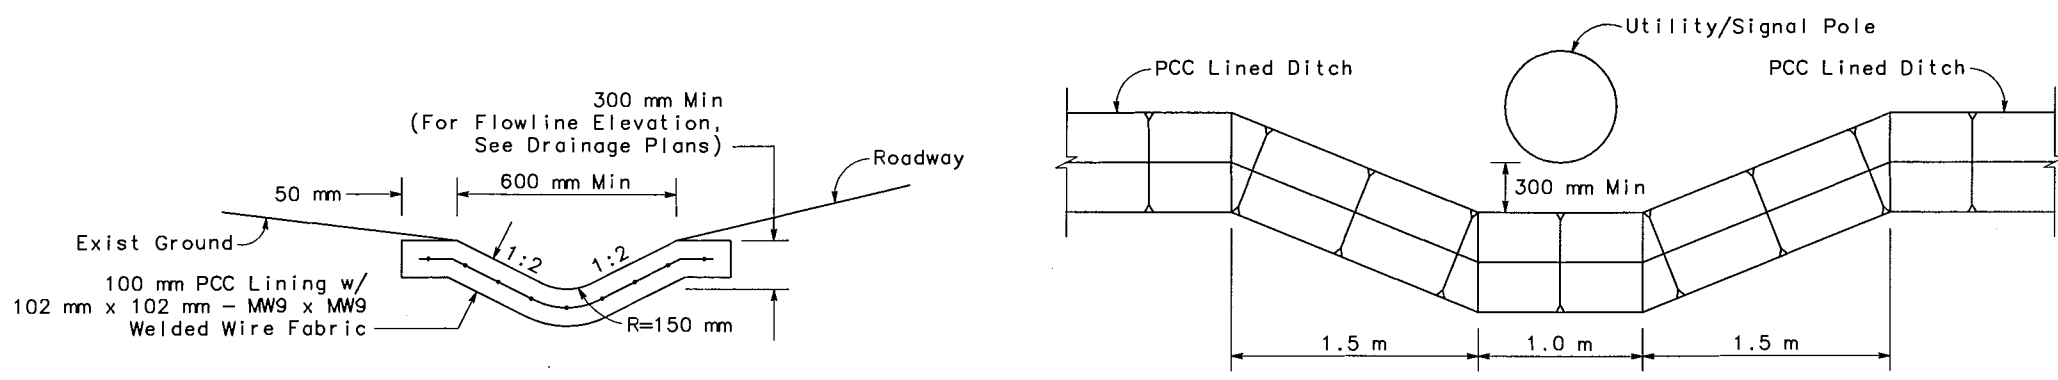 300 mm Min
(For Flowline Elevation,
See Drainage Plans)
Roadway
50 mm
600 mm Min
Exist Ground
1:2
1:2
100 mm PCC Lining w/
102 mm x 102 mm - MW9 x MW9
Welded Wire Fabric
R=150 mm
Utility/Signal Pole
PCC Lined Ditch
PCC Lined Ditch
300 mm Min
1.5 m
1.0 m
1.5 m